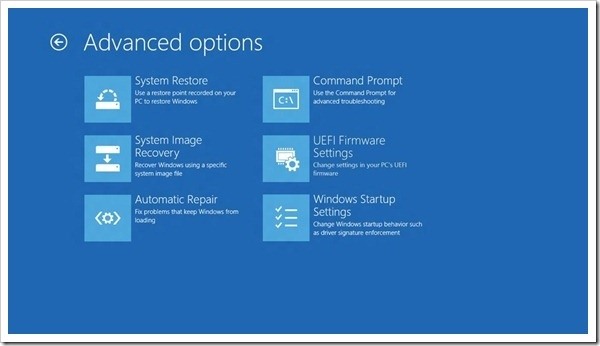 Advanced options
System Restore
Use a restore point recorded on your
PC to restore Windows
Command Prompt
Use the Command Prompt for
advanced troubleshooting
C:\
System Image
Recovery
Recover Windows using a specific
system image file
UEFI Firmware
Settings
Change settings in your PC's UEFI
firmware
Automatic Repair
Fix problems that keep Windows from
loading
Windows Startup
Settings
Change Windows startup behavior such
as driver signature enforcement